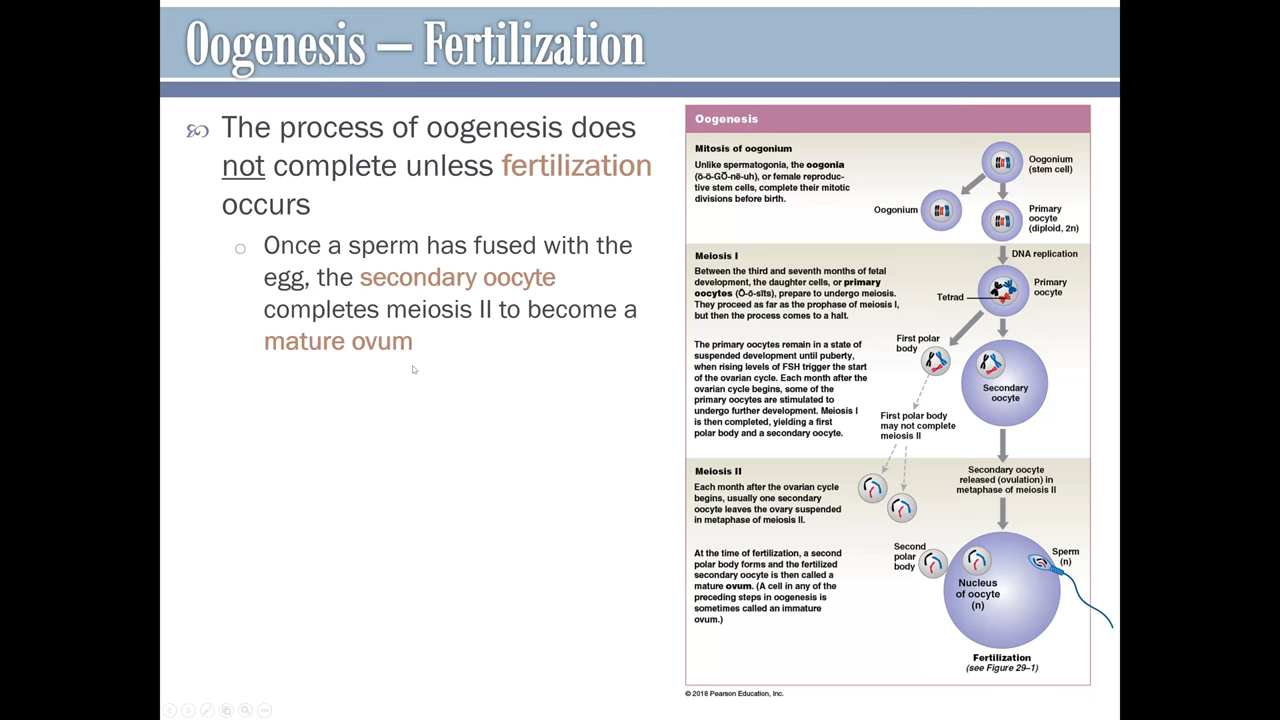 Oogenesis — Fertilization
The process of oogenesis does
not complete unless fertilization
occurs
Once a sperm has fused with the
egg, the secondary oocyte
completes meiosis II to become a
mature ovum
Oogenesis
Mitosis of oogonium
Unlike spermatogonia, the oogonia
(ō-ō-GŌ-nē-uh), or female reproduc-
tive stem cells, complete their mitotic
divisions before birth.
Oogonium
(stem cell)
Oogonium
Primary
oocyte
(diploid, 2n)
Meiosis I
DNA replication
Between the third and seventh months of fetal
development, the daughter cells, or primary
oocytes (Ō-ō-sīts), prepare to undergo meiosis.
They proceed as far as the prophase of meiosis I,
but then the process comes to a halt.
Tetrad
Primary
oocyte
The primary oocytes remain in a state of
suspended development until puberty,
when rising levels of FSH trigger the start
of the ovarian cycle. Each month after the
ovarian cycle begins, some of the
primary oocytes are stimulated to
undergo further development. Meiosis I
is then completed, yielding a first
polar body and a secondary oocyte.
First polar
body
Secondary
oocyte
First polar body
may not complete
meiosis II
Meiosis II
Each month after the ovarian cycle
begins, usually one secondary
oocyte leaves the ovary suspended
in metaphase of meiosis II.
Secondary oocyte
released (ovulation) in
metaphase of meiosis II
At the time of fertilization, a second
polar body forms and the fertilized
secondary oocyte is then called a
mature ovum. (A cell in any of the
preceding steps in oogenesis is
sometimes called an immature
ovum.)
Second
polar
body
Nucleus
of oocyte
(n)
Sperm
(n)
Fertilization
(see Figure 29–1)
© 2018 Pearson Education, Inc.